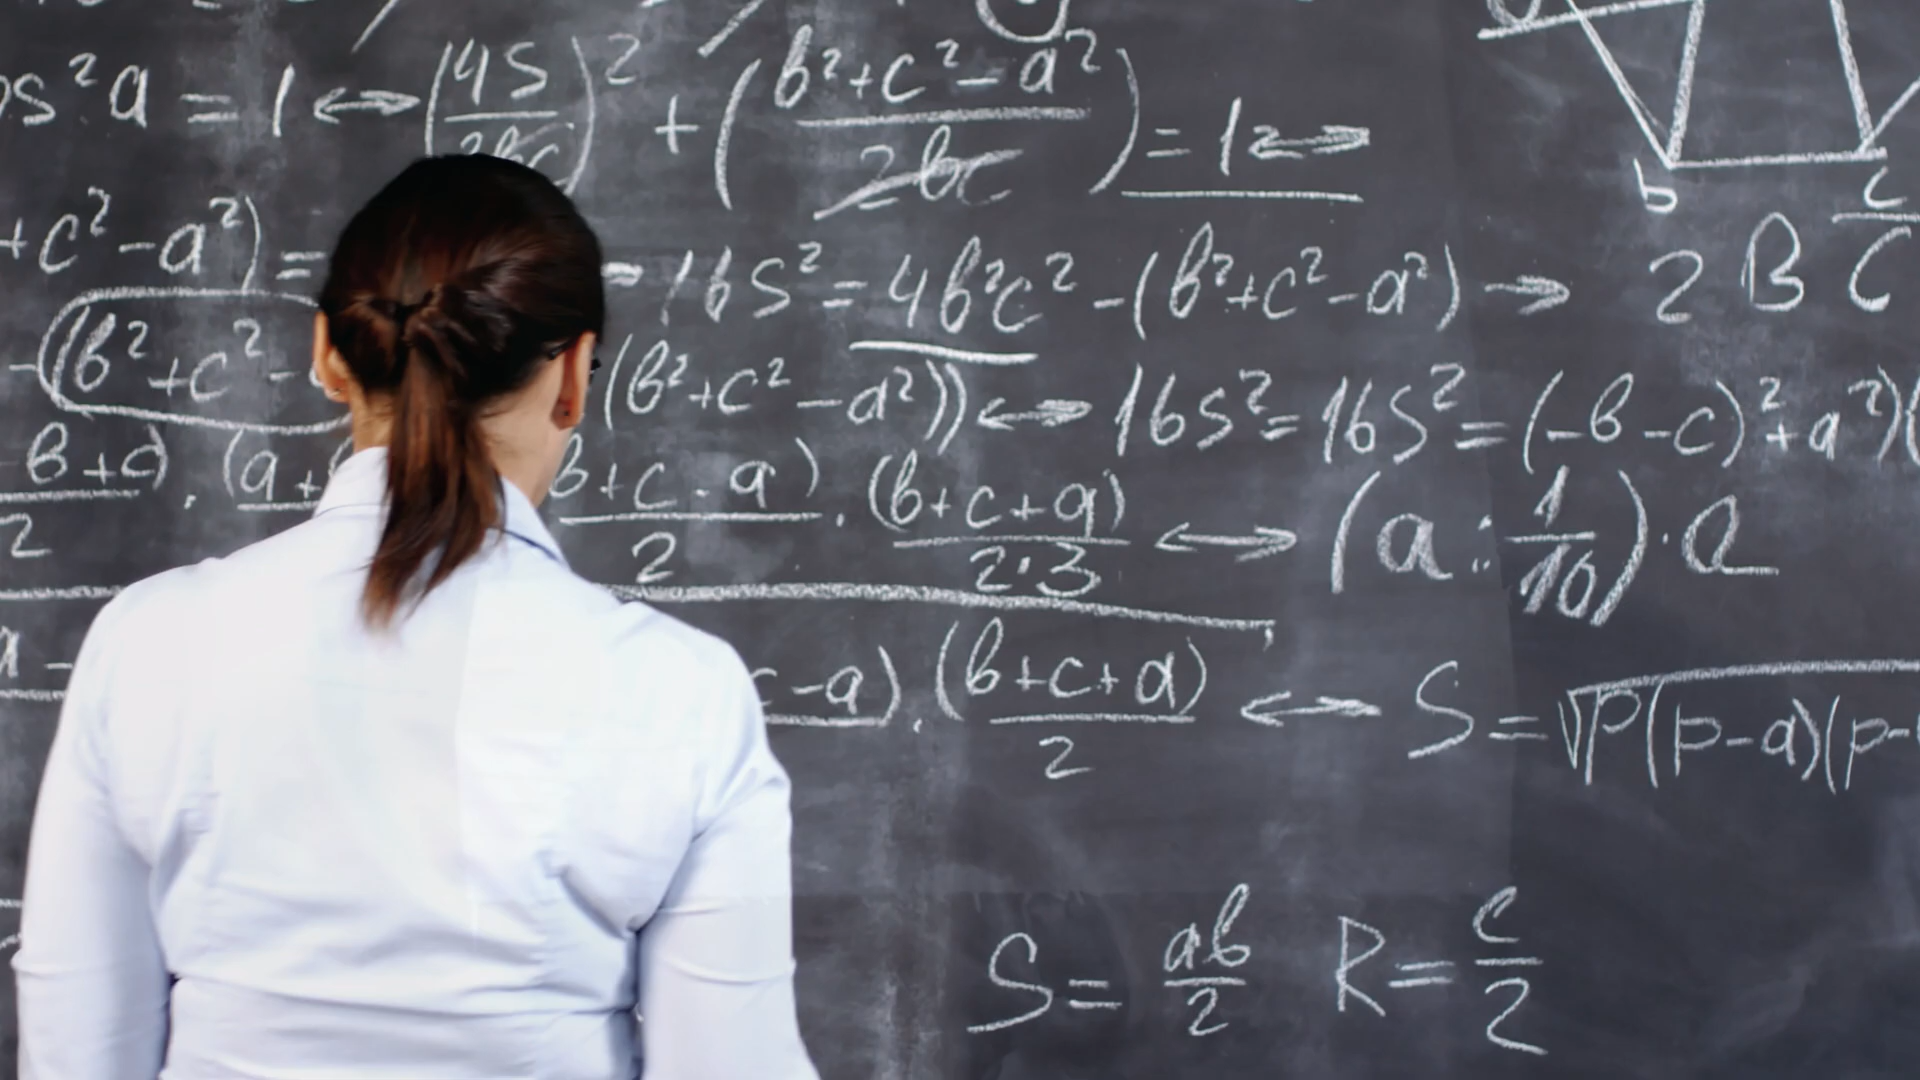 os²a = 1 ↔ (4S/2bc)² + (b²+c²-a²/2bc) = 1 ↔
b c
+c²-a²) = - 16S² = 4b²c² - (b²+c²-a²) → 2 B C
-(b²+c²- (b²+c²-a²)) ↔ 16S² = 16S² = (-b-c)²+a²)(
b+c)/2 · (a+ b+c-a)/2 · (b+c+a)/2·3 ↔ (a : 1/10) · a
a - c-a) · (b+c+a)/2 ↔ S = √p(p-a)(p-
S = ab/2 R = c/2